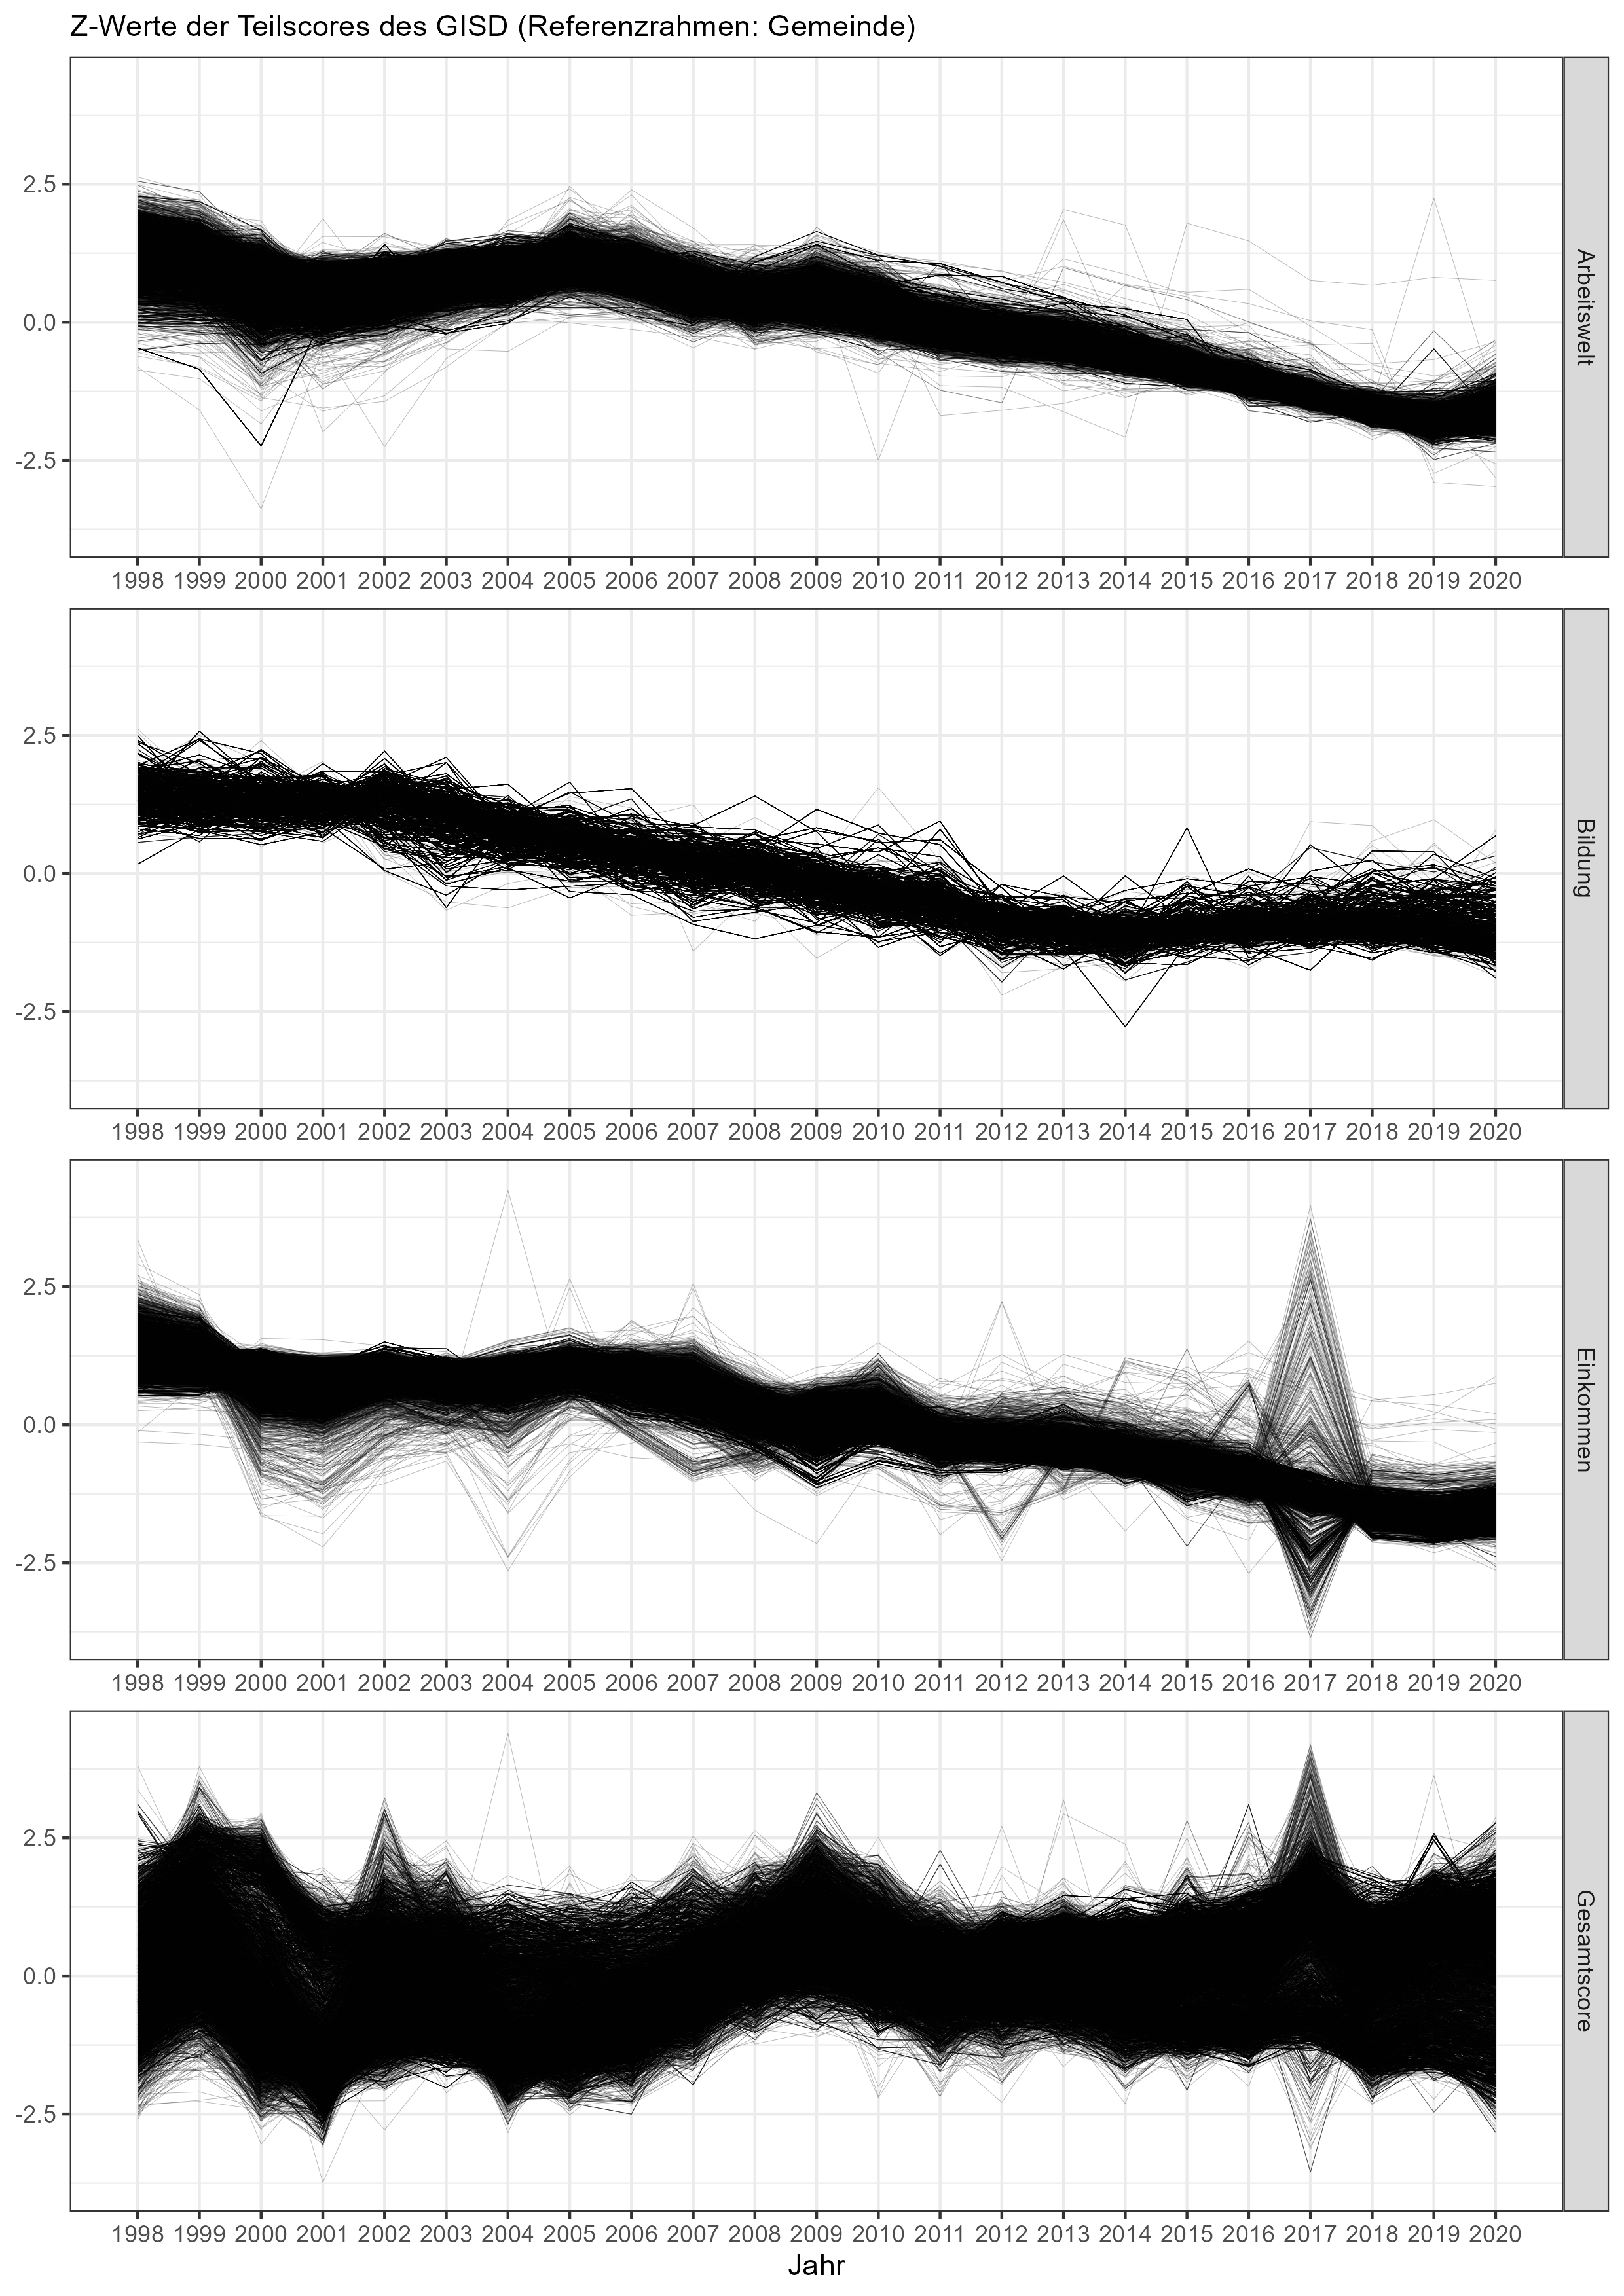 Z-Werte der Teilscores des GISD (Referenzrahmen: Gemeinde)
2.5
0.0
-2.5
Arbeitswelt
1998 1999 2000 2001 2002 2003 2004 2005 2006 2007 2008 2009 2010 2011 2012 2013 2014 2015 2016 2017 2018 2019 2020
2.5
0.0
-2.5
Bildung
1998 1999 2000 2001 2002 2003 2004 2005 2006 2007 2008 2009 2010 2011 2012 2013 2014 2015 2016 2017 2018 2019 2020
2.5
0.0
-2.5
Einkommen
1998 1999 2000 2001 2002 2003 2004 2005 2006 2007 2008 2009 2010 2011 2012 2013 2014 2015 2016 2017 2018 2019 2020
2.5
0.0
-2.5
Gesamtscore
1998 1999 2000 2001 2002 2003 2004 2005 2006 2007 2008 2009 2010 2011 2012 2013 2014 2015 2016 2017 2018 2019 2020
Jahr